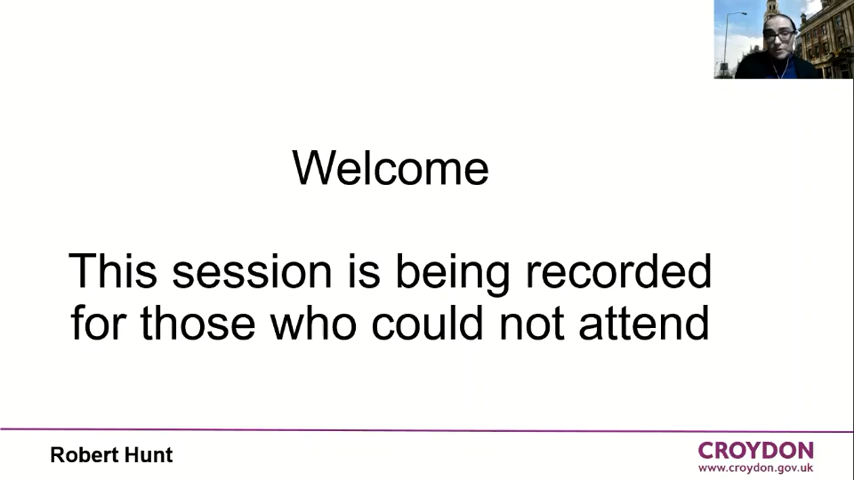 Welcome
This session is being recorded
for those who could not attend
Robert Hunt
CROYDON
www.croydon.gov.uk